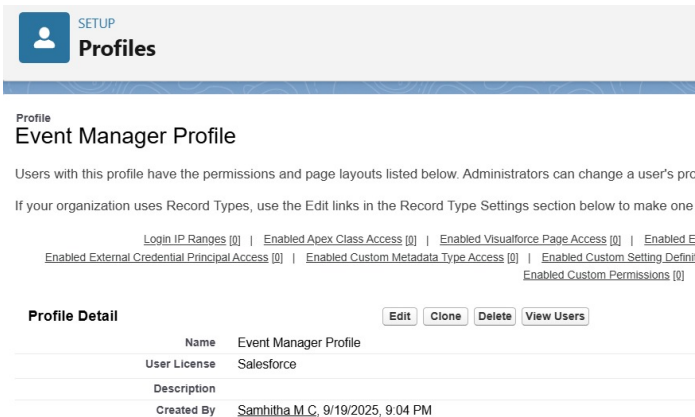 SETUP
Profiles
Profile
Event Manager Profile
Users with this profile have the permissions and page layouts listed below. Administrators can change a user's
If your organization uses Record Types, use the Edit links in the Record Type Settings section below to make one
Login IP Ranges [0] | Enabled Apex Class Access [0] | Enabled Visualforce Page Access [0] | Enabled
Enabled External Credential Principal Access [0] | Enabled Custom Metadata Type Access [0] | Enabled Custom Setting
Enabled Custom Permissions [0]
Profile Detail Edit Clone Delete View Users
Name Event Manager Profile
User License Salesforce
Description
Created By Samhitha M C, 9/19/2025, 9:04 PM